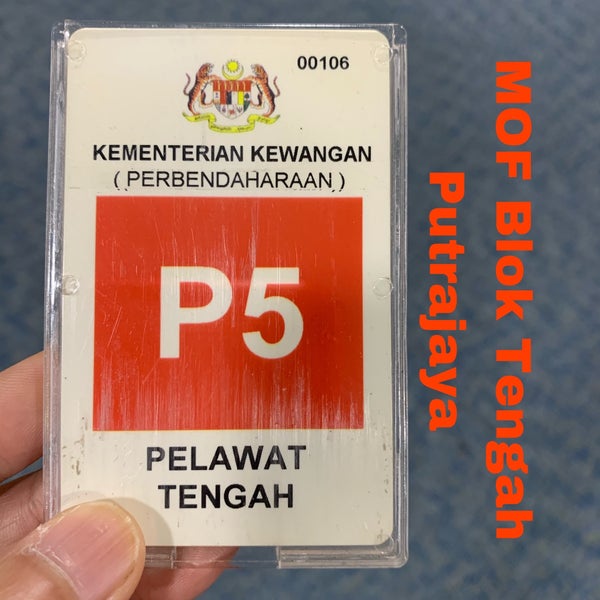 00106
KEMENTERIAN KEWANGAN
( PERBENDAHARAAN )
P5
PELAWAT
TENGAH
MOF Blok Tengah
Putrajaya